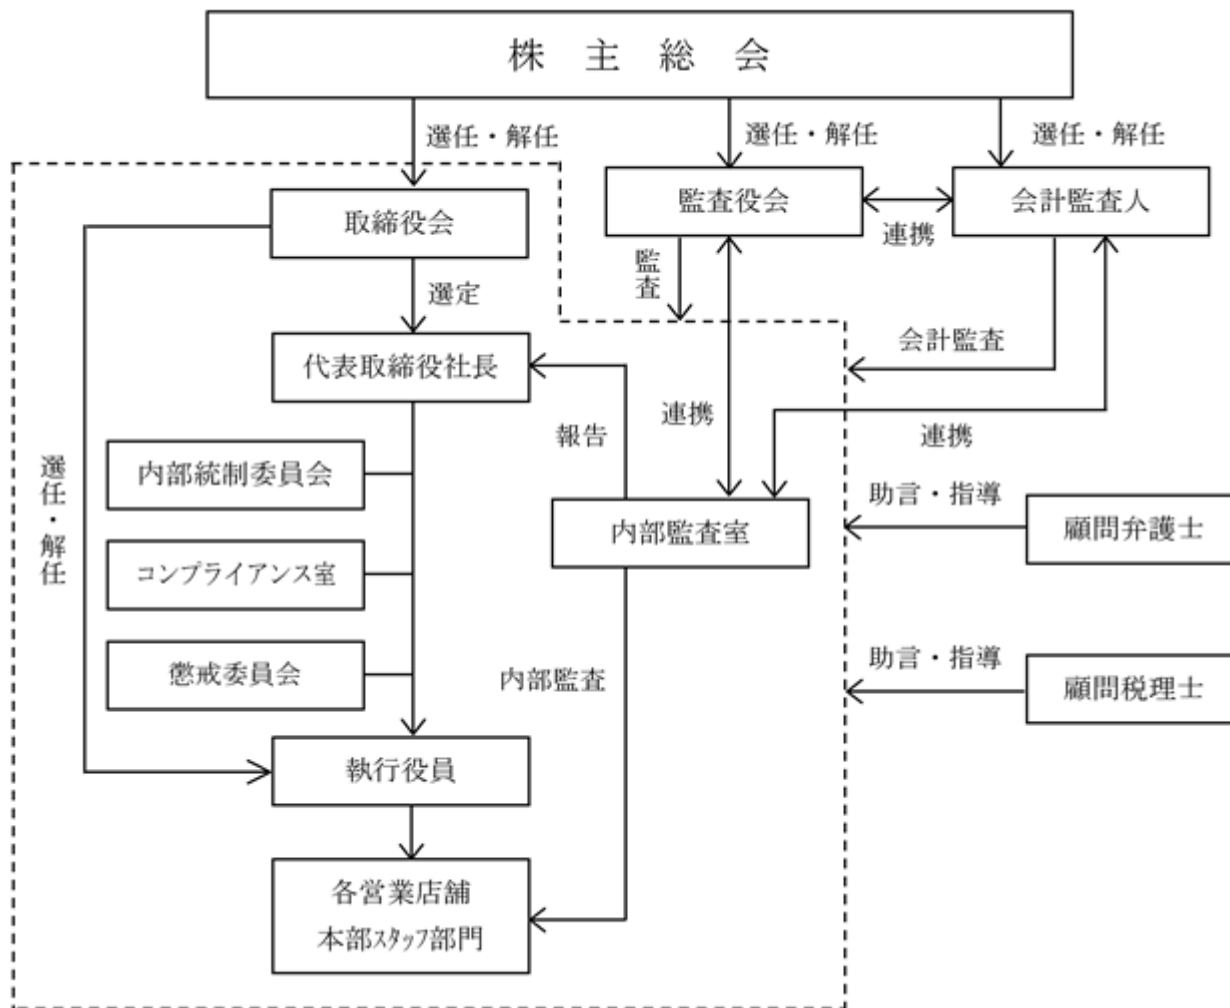 株 主 総 会
選任・解任
選任・解任
選任・解任
取締役会
監査役会
会計監査人
連携
監査
選定
代表取締役社長
会計監査
報告
連携
連携
選任・解任
内部統制委員会
内部監査室
助言・指導
顧問弁護士
コンプライアンス室
懲戒委員会
内部監査
助言・指導
顧問税理士
執行役員
各営業店舗
本部スタッフ部門